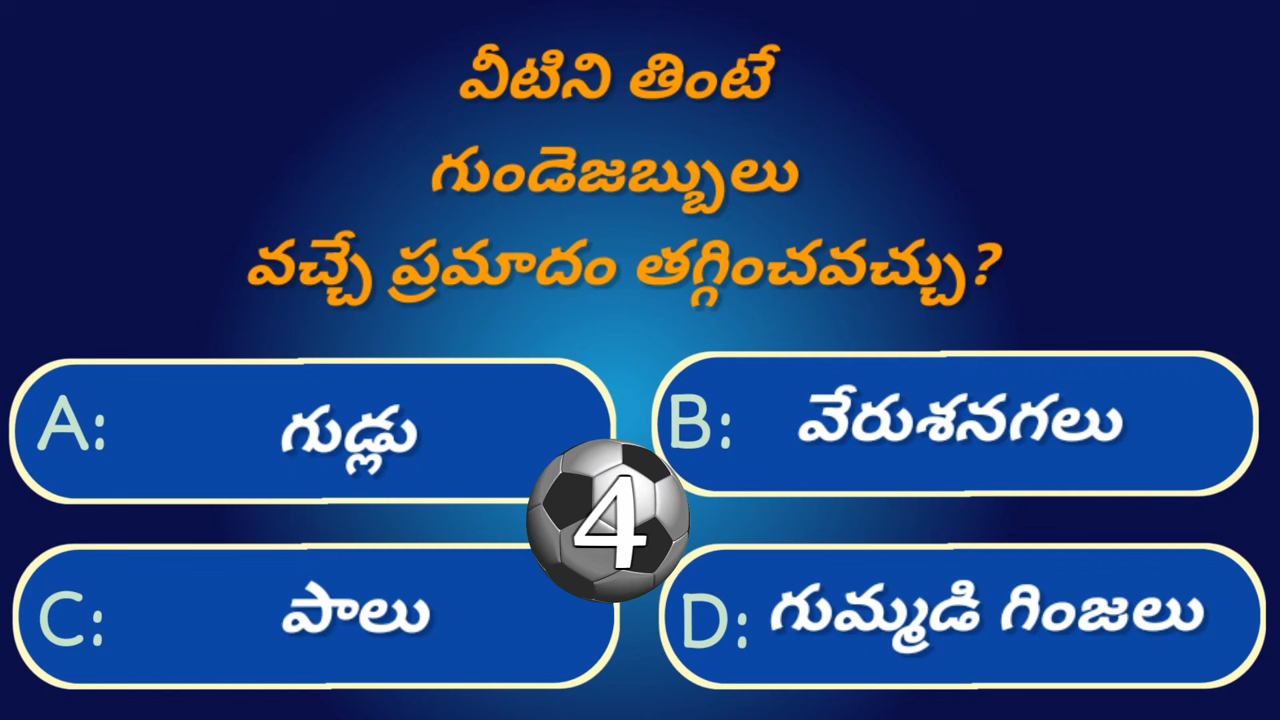 వీటిని తింటే
గుండెజబ్బులు
వచ్చే ప్రమాదం తగ్గించవచ్చు?
A: గుడ్లు
B: వేరుశనగలు
4
C: పాలు
D: గుమ్మడి గింజలు